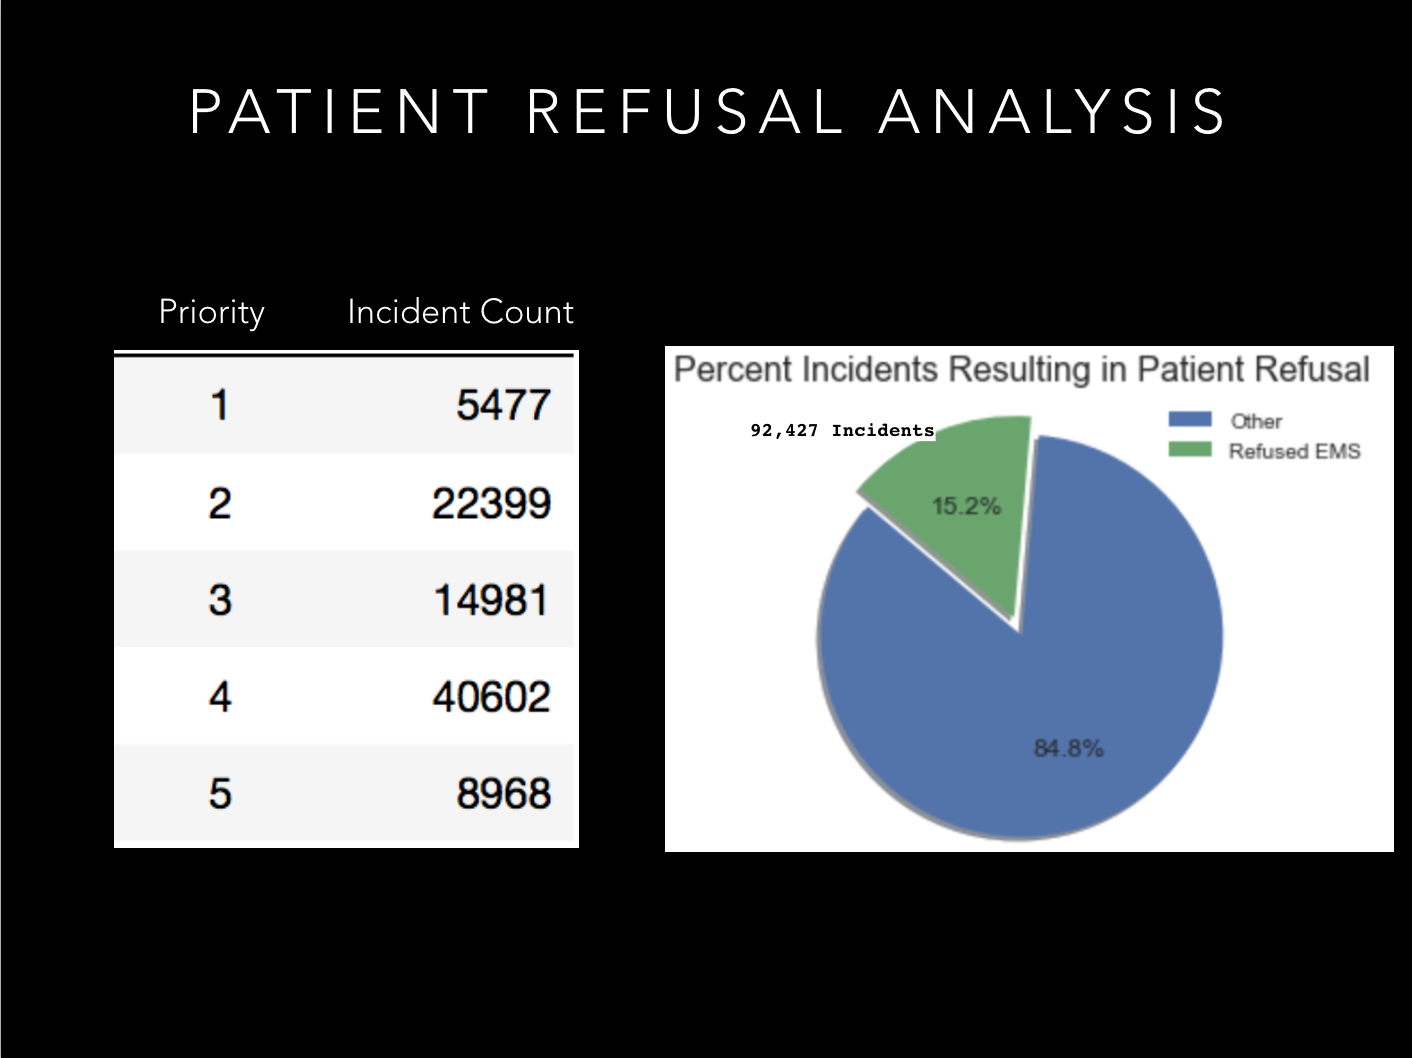 PATIENT REFUSAL ANALYSIS
Priority Incident Count
1 5477
2 22399
3 14981
4 40602
5 8968
Percent Incidents Resulting in Patient Refusal
92,427 Incidents
Other
Refused EMS
15.2%
84.8%